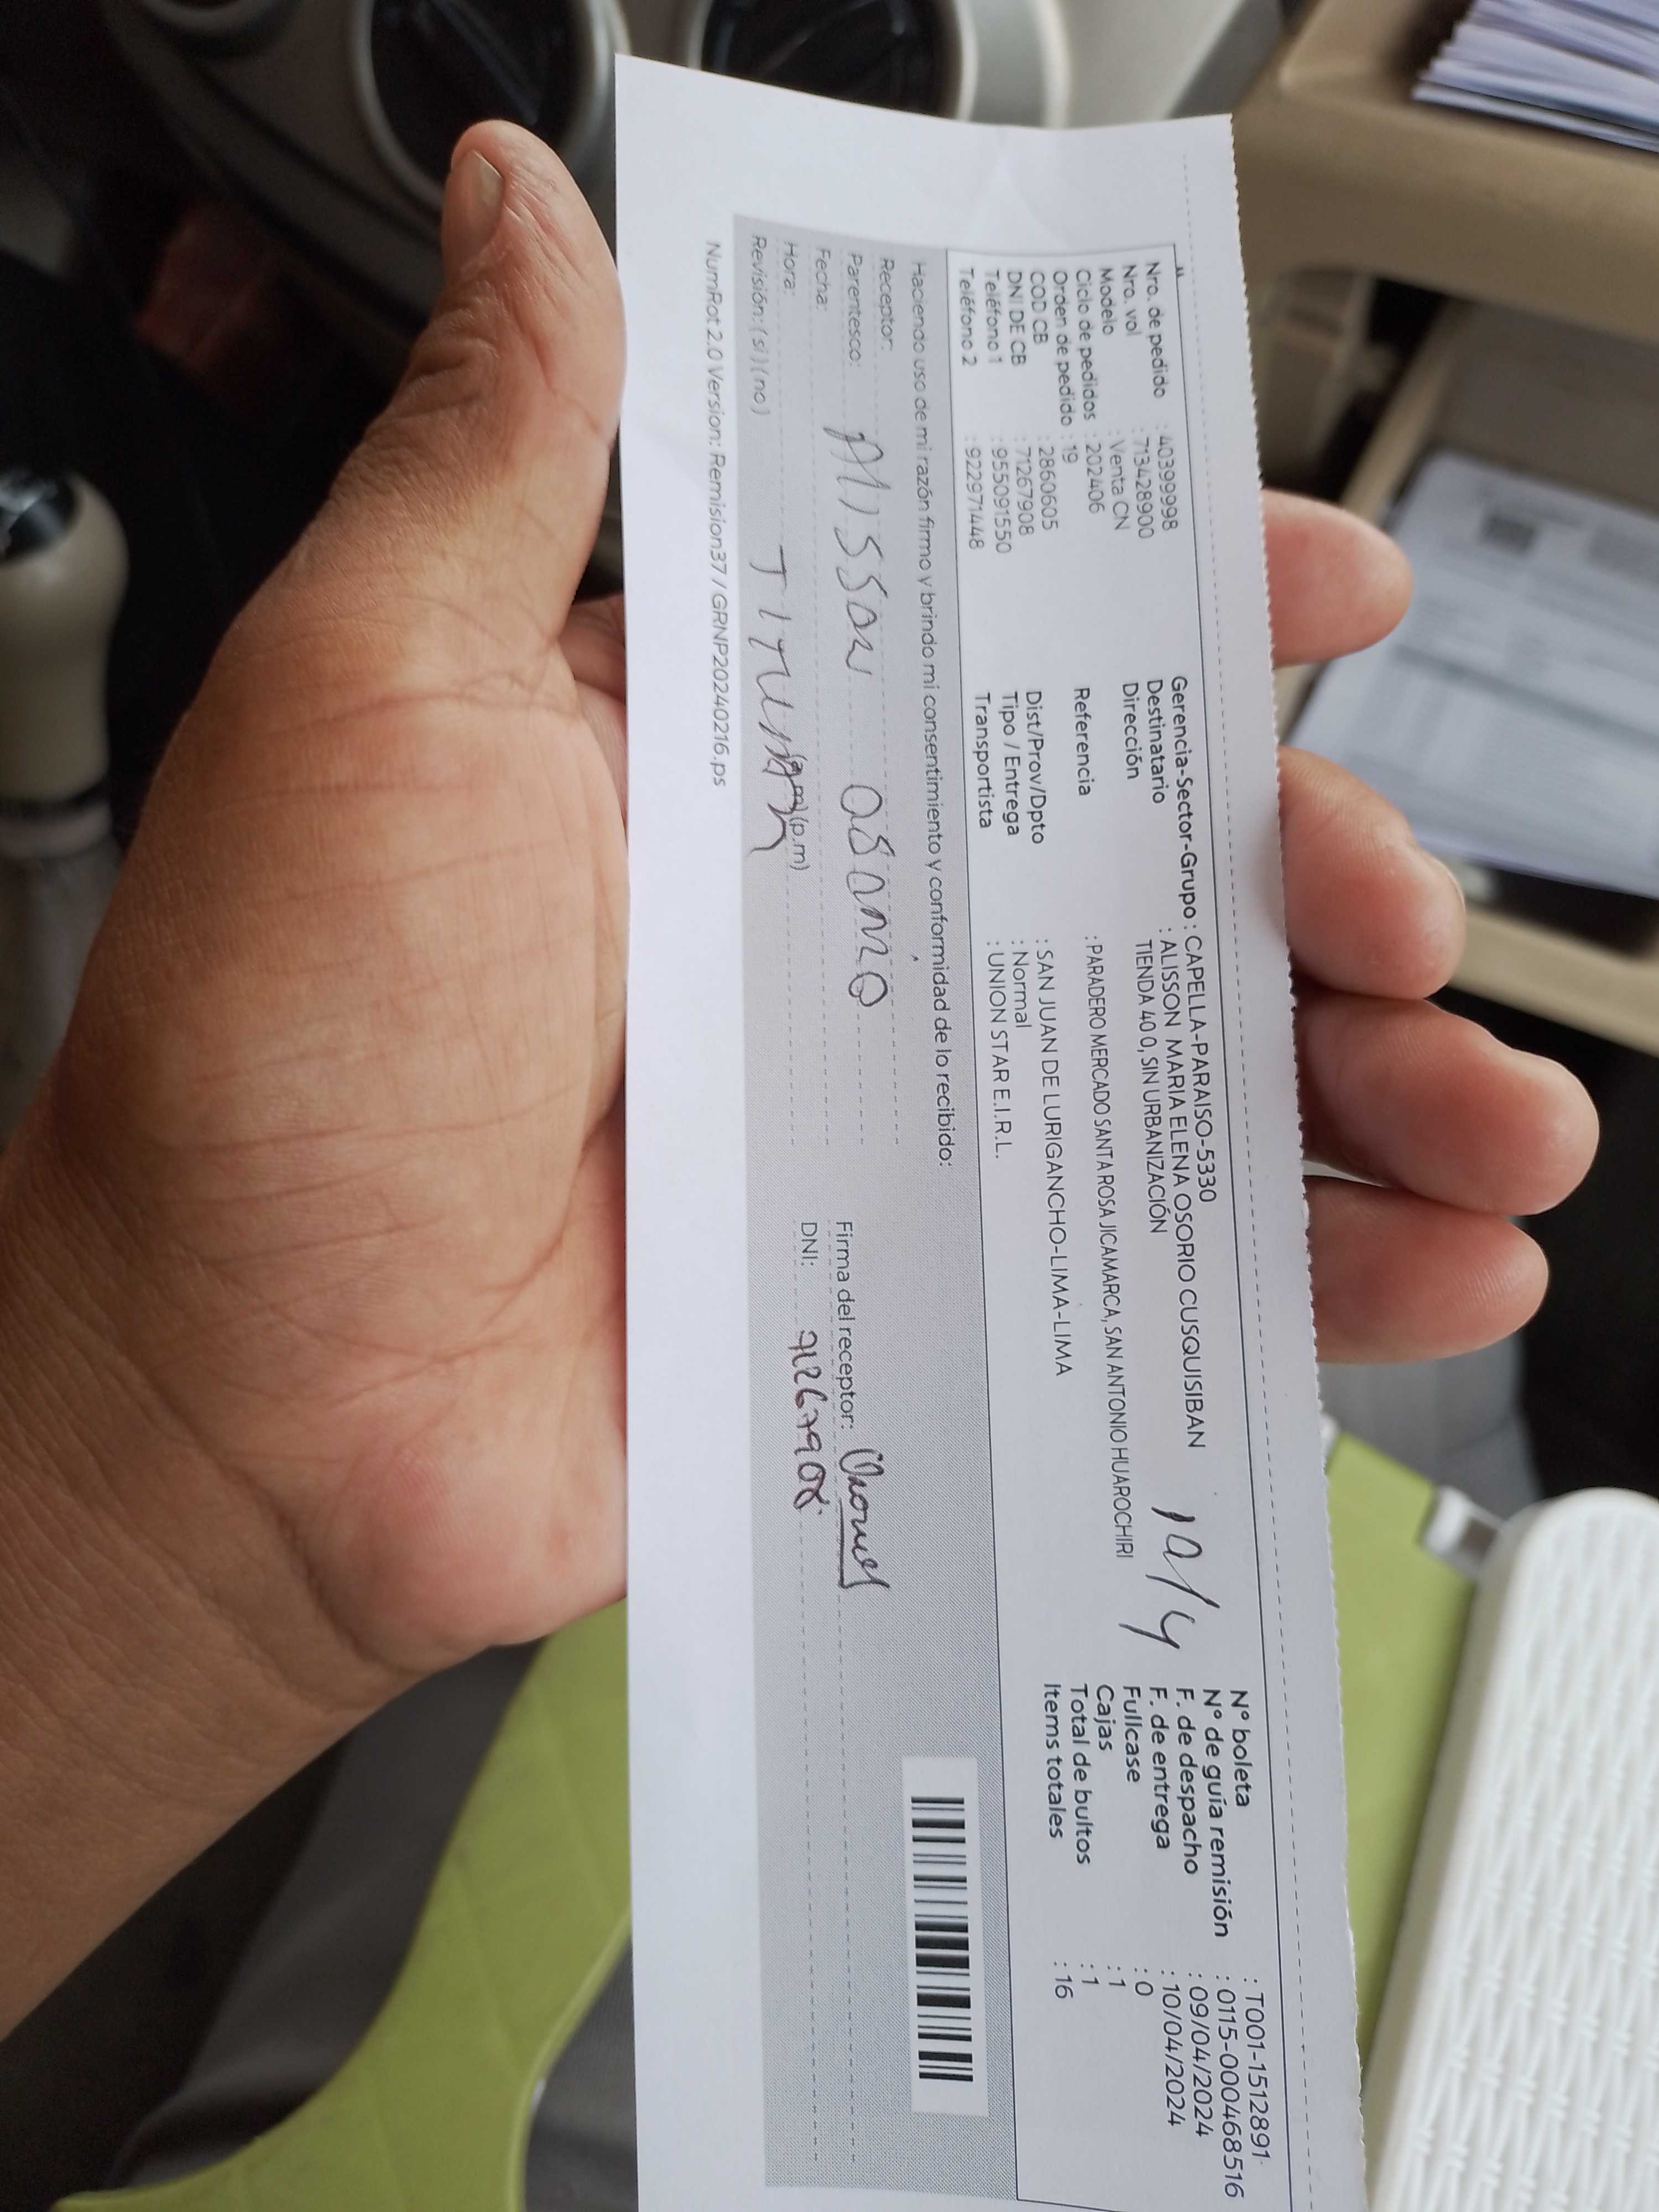 Nro. de pedido : 40399998
Nro. vol : 713428900
Modelo : Venta CN
Ciclo de pedidos : 202406
Orden de pedido : 19
COD CB : 2860605
DNI DE CB : 71267908
Teléfono 1 : 955091550
Teléfono 2 : 922971448
Gerencia-Sector-Grupo : CAPELLA-PARAISO-5330
Destinatario : ALISSON MARIA ELENA OSORIO CUSQUISIBAN
Dirección TIENDA 40 0, SIN URBANIZACIÓN
Referencia : PARADERO MERCADO SANTA ROSA JICAMARCA, SAN ANTONIO HUAROCHIRI
Dist/Prov/Dpto : SAN JUAN DE LURIGANCHO-LIMA-LIMA
Tipo / Entrega : Normal
Transportista : UNION STAR E.I.R.L.
10/4
N° boleta : T001-1512891
N° de guía remisión : 0115-000468516
F. de despacho : 09/04/2024
F. de entrega : 10/04/2024
Fullcase : 0
Cajas : 1
Total de bultos : 1
Items totales : 16
Haciendo uso de mi razón firmo y brindo mi consentimiento y conformidad de lo recibido:
Receptor:
Parentesco:
Fecha:
Hora: (a.m) (p.m)
Revisión: (si) (no)
Firma del receptor:
DNI: 71267908
NumRot 2.0 Version: Remision37 / GRNP20240216.ps